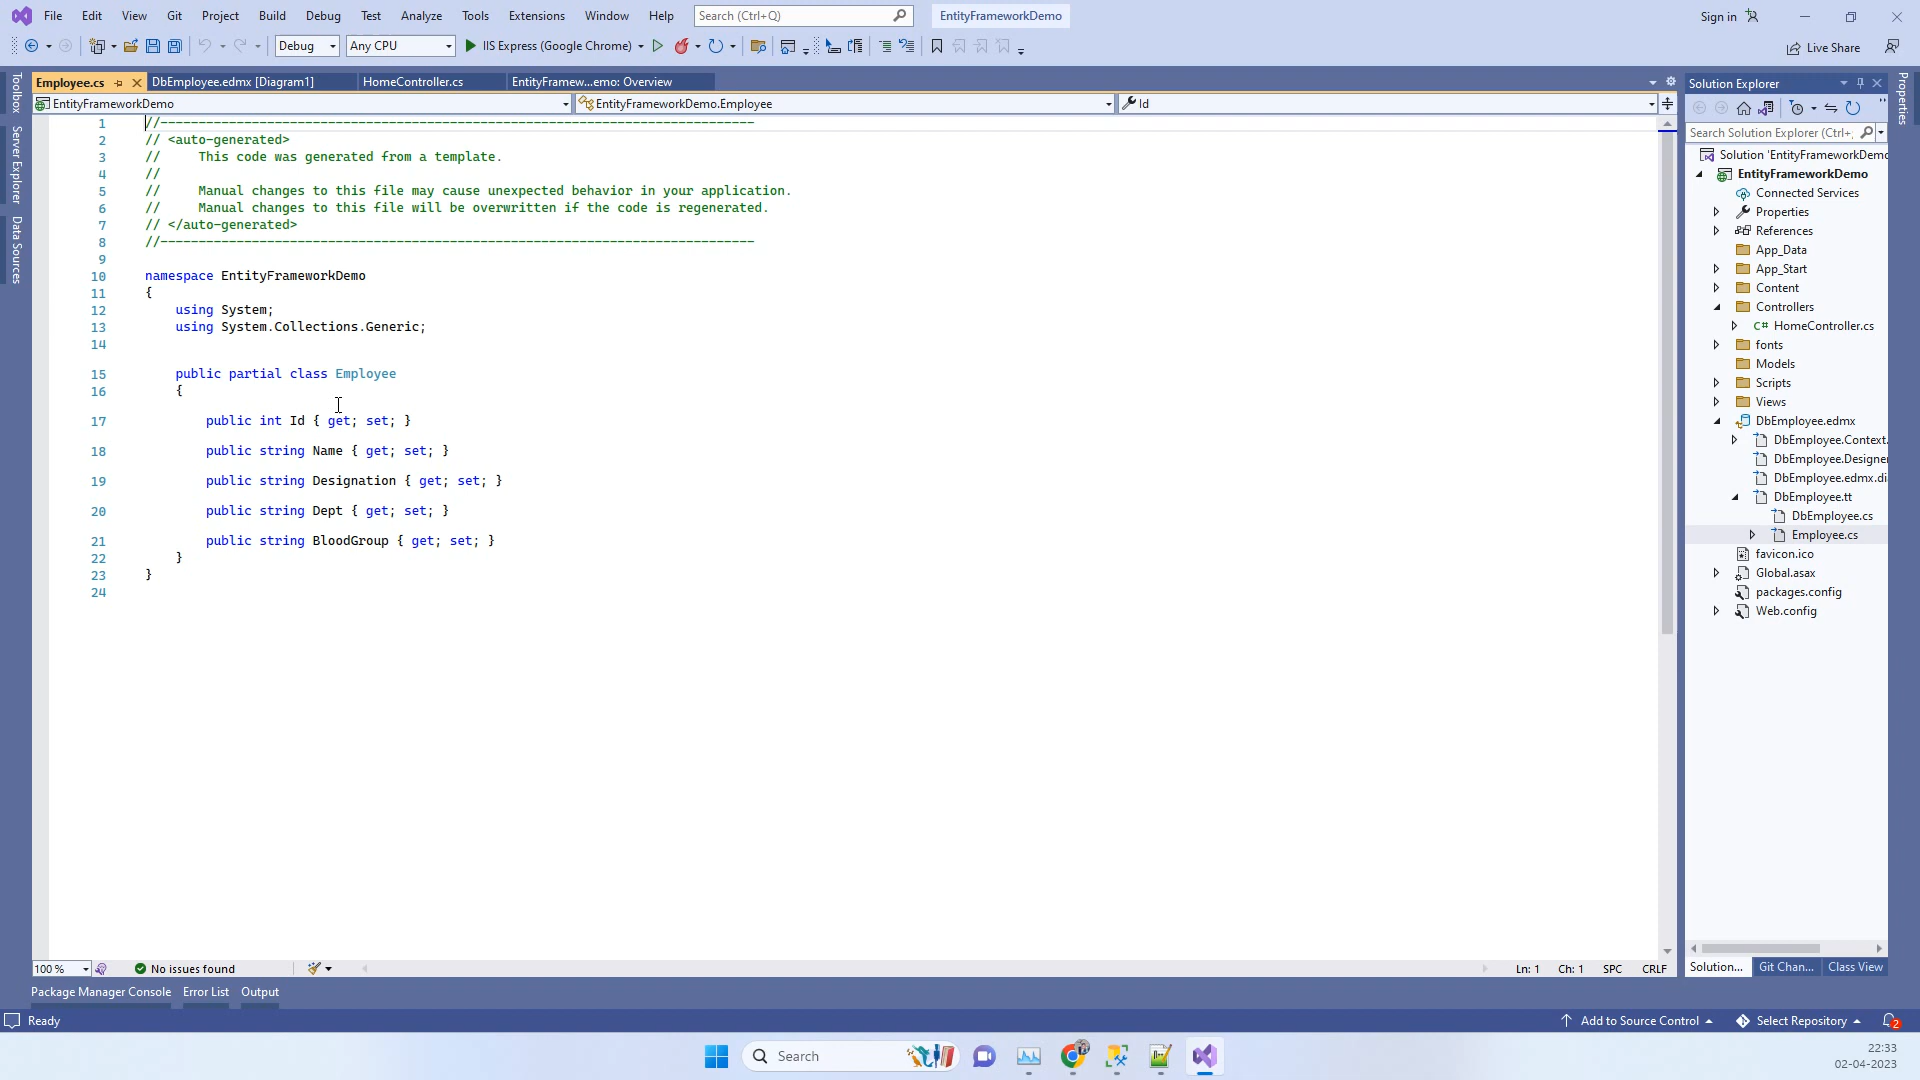 File Edit View Git Project Build Debug Test Analyze Tools Extensions Window Help Search (Ctrl+Q) EntityFrameworkDemo Sign in
Debug Any CPU IIS Express (Google Chrome) Live Share
Employee.cs DbEmployee.edmx [Diagram1] HomeController.cs EntityFramew...emo: Overview
EntityFrameworkDemo EntityFrameworkDemo.Employee Id
Toolbox
Server Explorer
Data Sources
1 //------------------------------------------------------------------------------
2 // <auto-generated>
3 //     This code was generated from a template.
4 //
5 //     Manual changes to this file may cause unexpected behavior in your application.
6 //     Manual changes to this file will be overwritten if the code is regenerated.
7 // </auto-generated>
8 //------------------------------------------------------------------------------
9
10 namespace EntityFrameworkDemo
11 {
12     using System;
13     using System.Collections.Generic;
14
15     public partial class Employee
16     {
17         public int Id { get; set; }
18         public string Name { get; set; }
19         public string Designation { get; set; }
20         public string Dept { get; set; }
21         public string BloodGroup { get; set; }
22     }
23 }
24
100 % No issues found Ln: 1 Ch: 1 SPC CRLF
Solution Explorer
Search Solution Explorer (Ctrl+;
Solution 'EntityFrameworkDemo
EntityFrameworkDemo
Connected Services
Properties
References
App_Data
App_Start
Content
Controllers
C# HomeController.cs
fonts
Models
Scripts
Views
DbEmployee.edmx
DbEmployee.Context.
DbEmployee.Designer
DbEmployee.edmx.di
DbEmployee.tt
DbEmployee.cs
Employee.cs
favicon.ico
Global.asax
packages.config
Web.config
Solution... Git Chan... Class View
Properties
Package Manager Console Error List Output
Ready Add to Source Control Select Repository 2
Search
22:33
02-04-2023